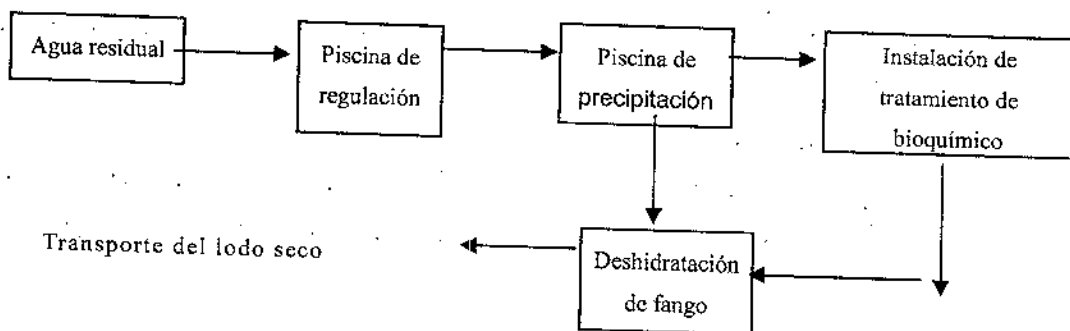 Agua residual
Piscina de
regulación
Piscina de
precipitación
Instalación de
tratamiento de
bioquímico
Transporte del lodo seco
Deshidratación
de fango